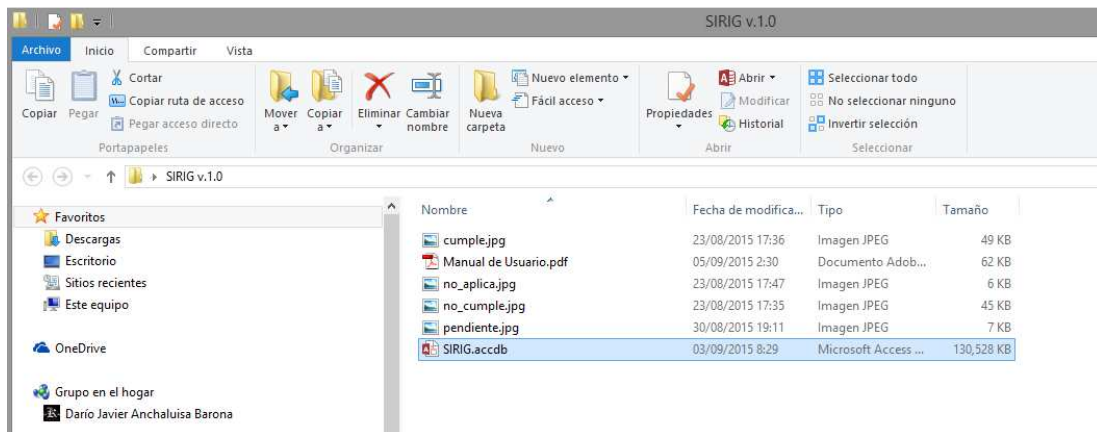 SIRIG v.1.0
Archivo Inicio Compartir Vista
Copiar
Pegar
Cortar
Copiar ruta de acceso
Pegar acceso directo
Portapapeles
Mover a
Copiar a
Eliminar
Cambiar nombre
Organizar
Nueva carpeta
Nuevo elemento
Fácil acceso
Nuevo
Propiedades
Abrir
Modificar
Historial
Abrir
Seleccionar todo
No seleccionar ninguno
Invertir selección
Seleccionar
SIRIG v.1.0
Favoritos
Descargas
Escritorio
Sitios recientes
Este equipo
OneDrive
Grupo en el hogar
Darío Javier Anchaluisa Barona
Nombre Fecha de modifica... Tipo Tamaño
cumple.jpg 23/08/2015 17:36 Imagen JPEG 49 KB
Manual de Usuario.pdf 05/09/2015 2:30 Documento Adob... 62 KB
no_aplica.jpg 23/08/2015 17:47 Imagen JPEG 6 KB
no_cumple.jpg 23/08/2015 17:35 Imagen JPEG 45 KB
pendiente.jpg 30/08/2015 19:11 Imagen JPEG 7 KB
SIRIG.accdb 03/09/2015 8:29 Microsoft Access ... 130,528 KB